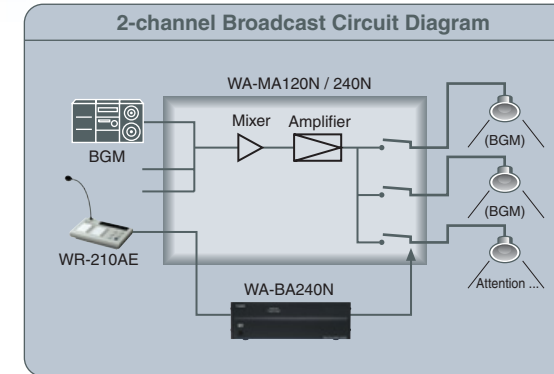 2-channel Broadcast Circuit Diagram
WA-MA120N / 240N
Mixer Amplifier
BGM
(BGM)
(BGM)
WR-210AE
WA-BA240N
Attention ...